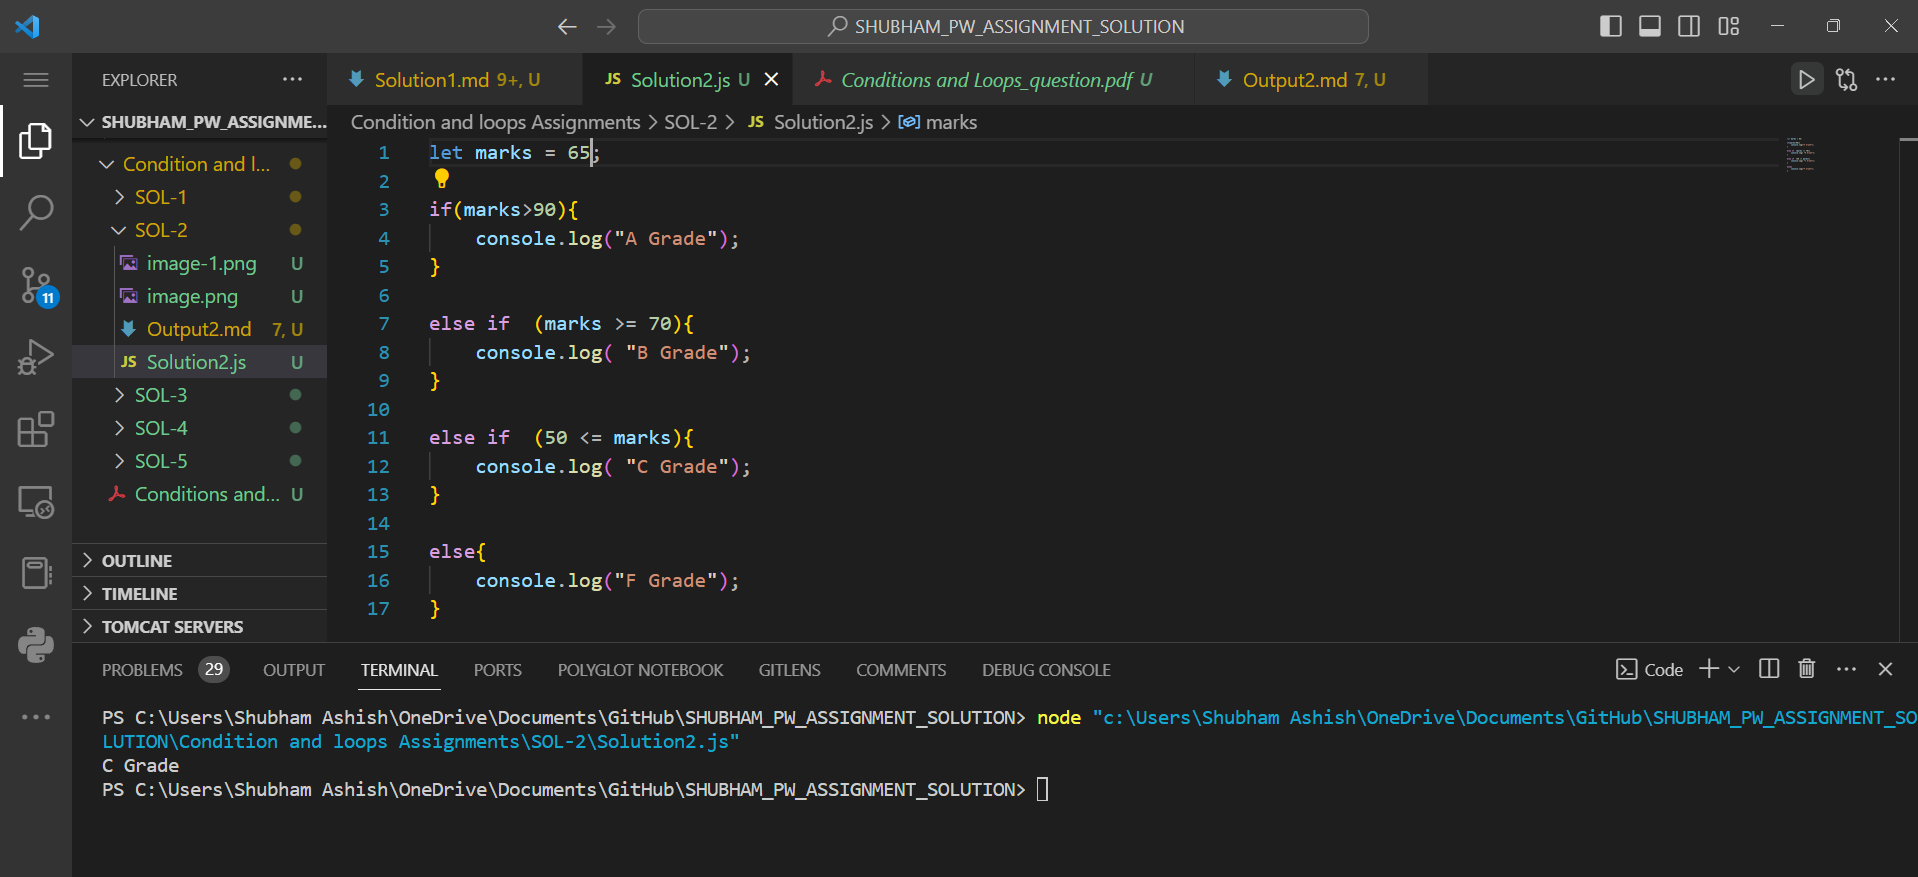 SHUBHAM_PW_ASSIGNMENT_SOLUTION
EXPLORER
Solution1.md 9+, U
JS Solution2.js U
Conditions and Loops_question.pdf U
Output2.md 7, U
SHUBHAM_PW_ASSIGNME...
Condition and loops Assignments > SOL-2 > JS Solution2.js > marks
Condition and l...
SOL-1
SOL-2
image-1.png U
image.png U
Output2.md 7, U
JS Solution2.js U
SOL-3
SOL-4
SOL-5
Conditions and... U
OUTLINE
TIMELINE
TOMCAT SERVERS
11
1 let marks = 65;
2
3 if(marks>90){
4     console.log("A Grade");
5 }
6
7 else if  (marks >= 70){
8     console.log( "B Grade");
9 }
10
11 else if  (50 <= marks){
12     console.log( "C Grade");
13 }
14
15 else{
16     console.log("F Grade");
17 }
PROBLEMS 29 OUTPUT TERMINAL PORTS POLYGLOT NOTEBOOK GITLENS COMMENTS DEBUG CONSOLE
Code
PS C:\Users\Shubham Ashish\OneDrive\Documents\GitHub\SHUBHAM_PW_ASSIGNMENT_SOLUTION> node "c:\Users\Shubham Ashish\OneDrive\Documents\GitHub\SHUBHAM_PW_ASSIGNMENT_SO
LUTION\Condition and loops Assignments\SOL-2\Solution2.js"
C Grade
PS C:\Users\Shubham Ashish\OneDrive\Documents\GitHub\SHUBHAM_PW_ASSIGNMENT_SOLUTION>